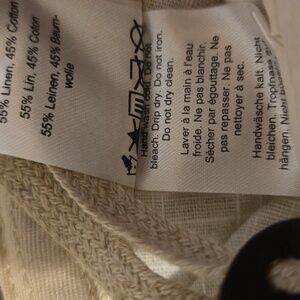 55% Linen, 45% Cotton
55% Lin, 45% Coton
55% Leinen, 45% Baum-
wolle
Hand wash cold. Do not
bleach. Drip dry. Do not iron.
Do not dry clean.
Laver à la main à l'eau
froide. Ne pas blanchir.
Sécher par égouttage. Ne
pas repasser. Ne pas
nettoyer à sec.
Handwäsche kalt. Nicht
bleichen. Tropfnass
hängen. Nicht